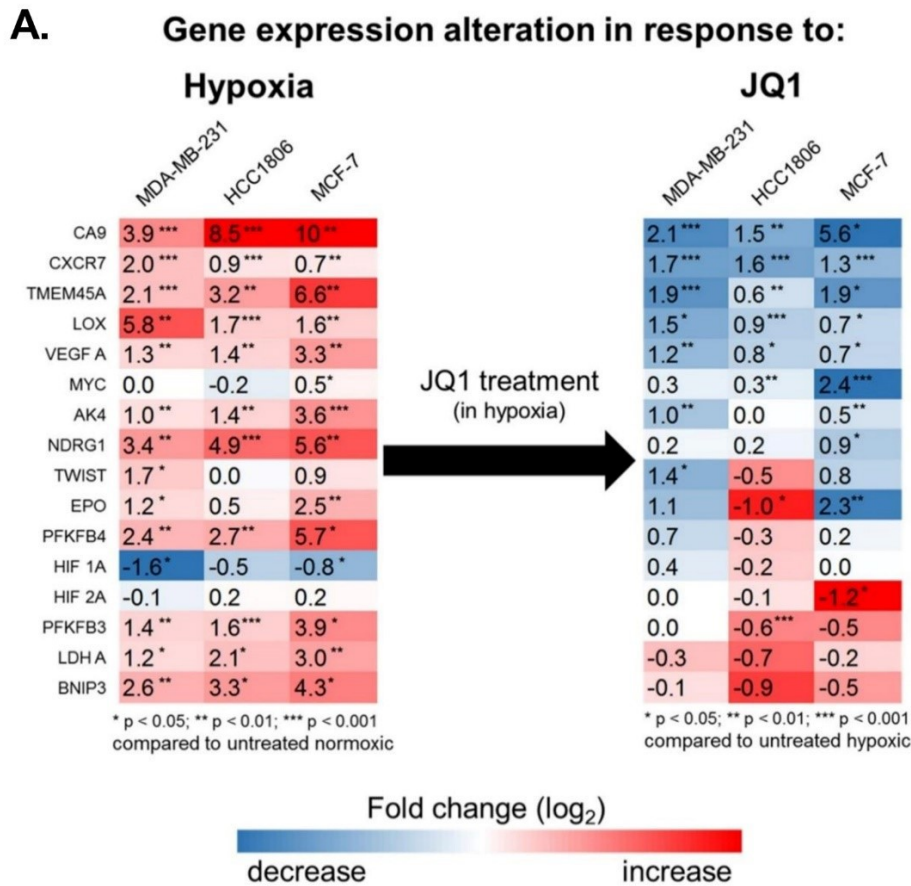 A.
Gene expression alteration in response to:
Hypoxia JQ1
MDA-MB-231 HCC1806 MCF-7 MDA-MB-231 HCC1806 MCF-7
CA9 3.9 *** 8.5 *** 10 ** 2.1 *** 1.5 ** 5.6 *
CXCR7 2.0 *** 0.9 *** 0.7 ** 1.7 *** 1.6 *** 1.3 ***
TMEM45A 2.1 *** 3.2 ** 6.6 ** 1.9 *** 0.6 ** 1.9 *
LOX 5.8 ** 1.7 *** 1.6 ** 1.5 * 0.9 *** 0.7 *
VEGF A 1.3 ** 1.4 ** 3.3 ** 1.2 ** 0.8 * 0.7 *
MYC 0.0 -0.2 0.5 * 0.3 0.3 ** 2.4 ***
AK4 1.0 ** 1.4 ** 3.6 *** 1.0 ** 0.0 0.5 **
NDRG1 3.4 ** 4.9 *** 5.6 ** 0.2 0.2 0.9 *
TWIST 1.7 * 0.0 0.9 1.4 * -0.5 0.8
EPO 1.2 * 0.5 2.5 ** 1.1 -1.0 * 2.3 **
PFKFB4 2.4 ** 2.7 ** 5.7 * 0.7 -0.3 0.2
HIF 1A -1.6 * -0.5 -0.8 * 0.4 -0.2 0.0
HIF 2A -0.1 0.2 0.2 0.0 -0.1 -1.2 *
PFKFB3 1.4 ** 1.6 *** 3.9 * 0.0 -0.6 *** -0.5
LDH A 1.2 * 2.1 * 3.0 ** -0.3 -0.7 -0.2
BNIP3 2.6 ** 3.3 * 4.3 * -0.1 -0.9 -0.5
JQ1 treatment
(in hypoxia)
* p < 0.05; ** p < 0.01; *** p < 0.001
compared to untreated normoxic
* p < 0.05; ** p < 0.01; *** p < 0.001
compared to untreated hypoxic
Fold change (log₂)
decrease increase